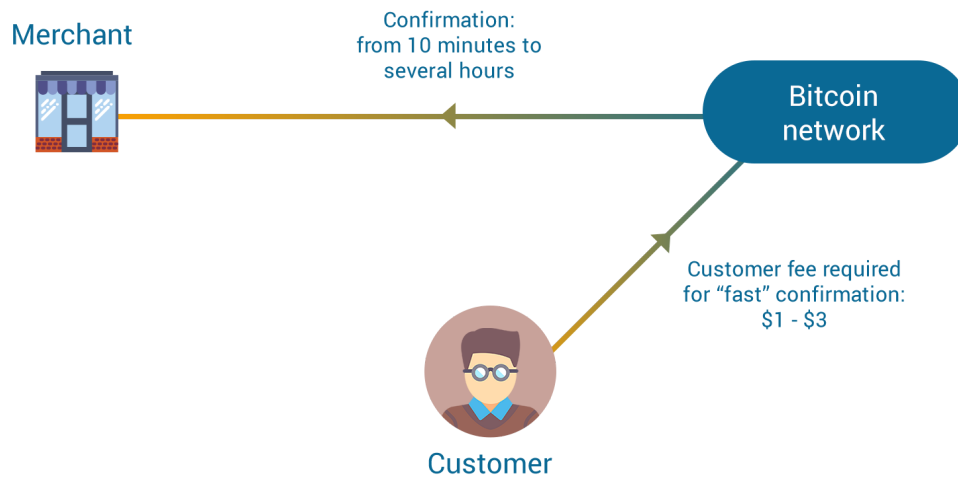 Merchant
Confirmation:
from 10 minutes to
several hours
Bitcoin
network
Customer fee required
for “fast” confirmation:
$1 - $3
Customer